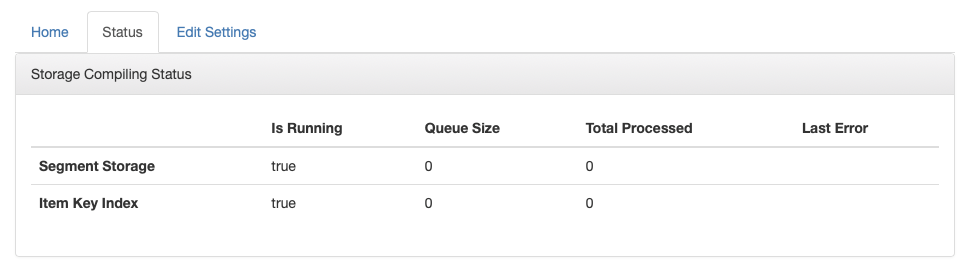 Home Status Edit Settings
Storage Compiling Status
Is Running Queue Size Total Processed Last Error
Segment Storage true 0 0
Item Key Index true 0 0